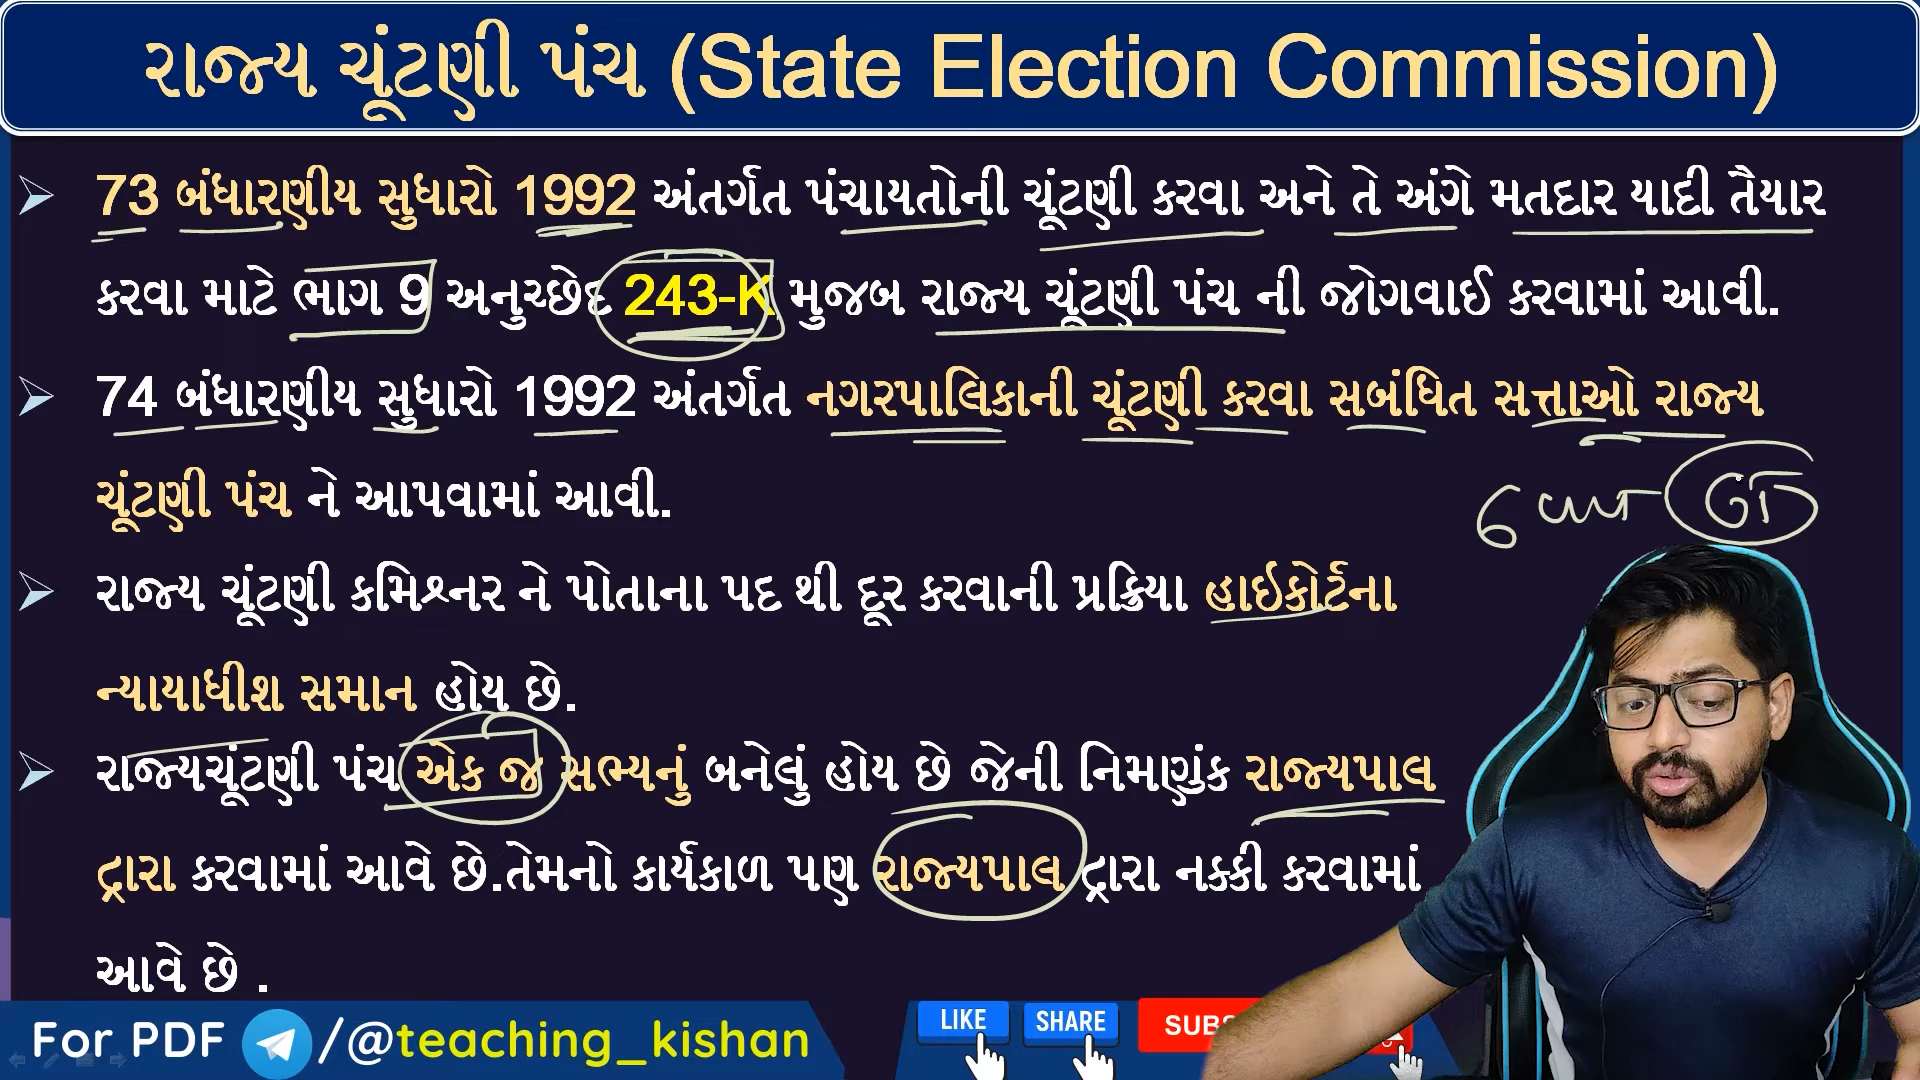 રાજ્ય ચૂંટણી પંચ (State Election Commission)
73 બંધારણીય સુધારો 1992 અંતર્ગત પંચાયતોની ચૂંટણી કરવા અને તે અંગે મતદાર યાદી તૈયાર
કરવા માટે ભાગ 9 અનુચ્છેદ 243-K મુજબ રાજ્ય ચૂંટણી પંચ ની જોગવાઈ કરવામાં આવી.
74 બંધારણીય સુધારો 1992 અંતર્ગત નગરપાલિકાની ચૂંટણી કરવા સબંધિત સત્તાઓ રાજ્ય
ચૂંટણી પંચ ને આપવામાં આવી.
6
રાજ્ય ચૂંટણી કમિશ્નર ને પોતાના પદ થી દૂર કરવાની પ્રક્રિયા હાઇકોર્ટના
ન્યાયાધીશ સમાન હોય છે.
રાજ્યચૂંટણી પંચ એક જ સભ્યનું બનેલું હોય છે જેની નિમણુંક રાજ્યપાલ
દ્રારા કરવામાં આવે છે.તેમનો કાર્યકાળ પણ રાજ્યપાલ દ્રારા નક્કી કરવામાં
આવે છે .
For PDF /@teaching_kishan
LIKE SHARE